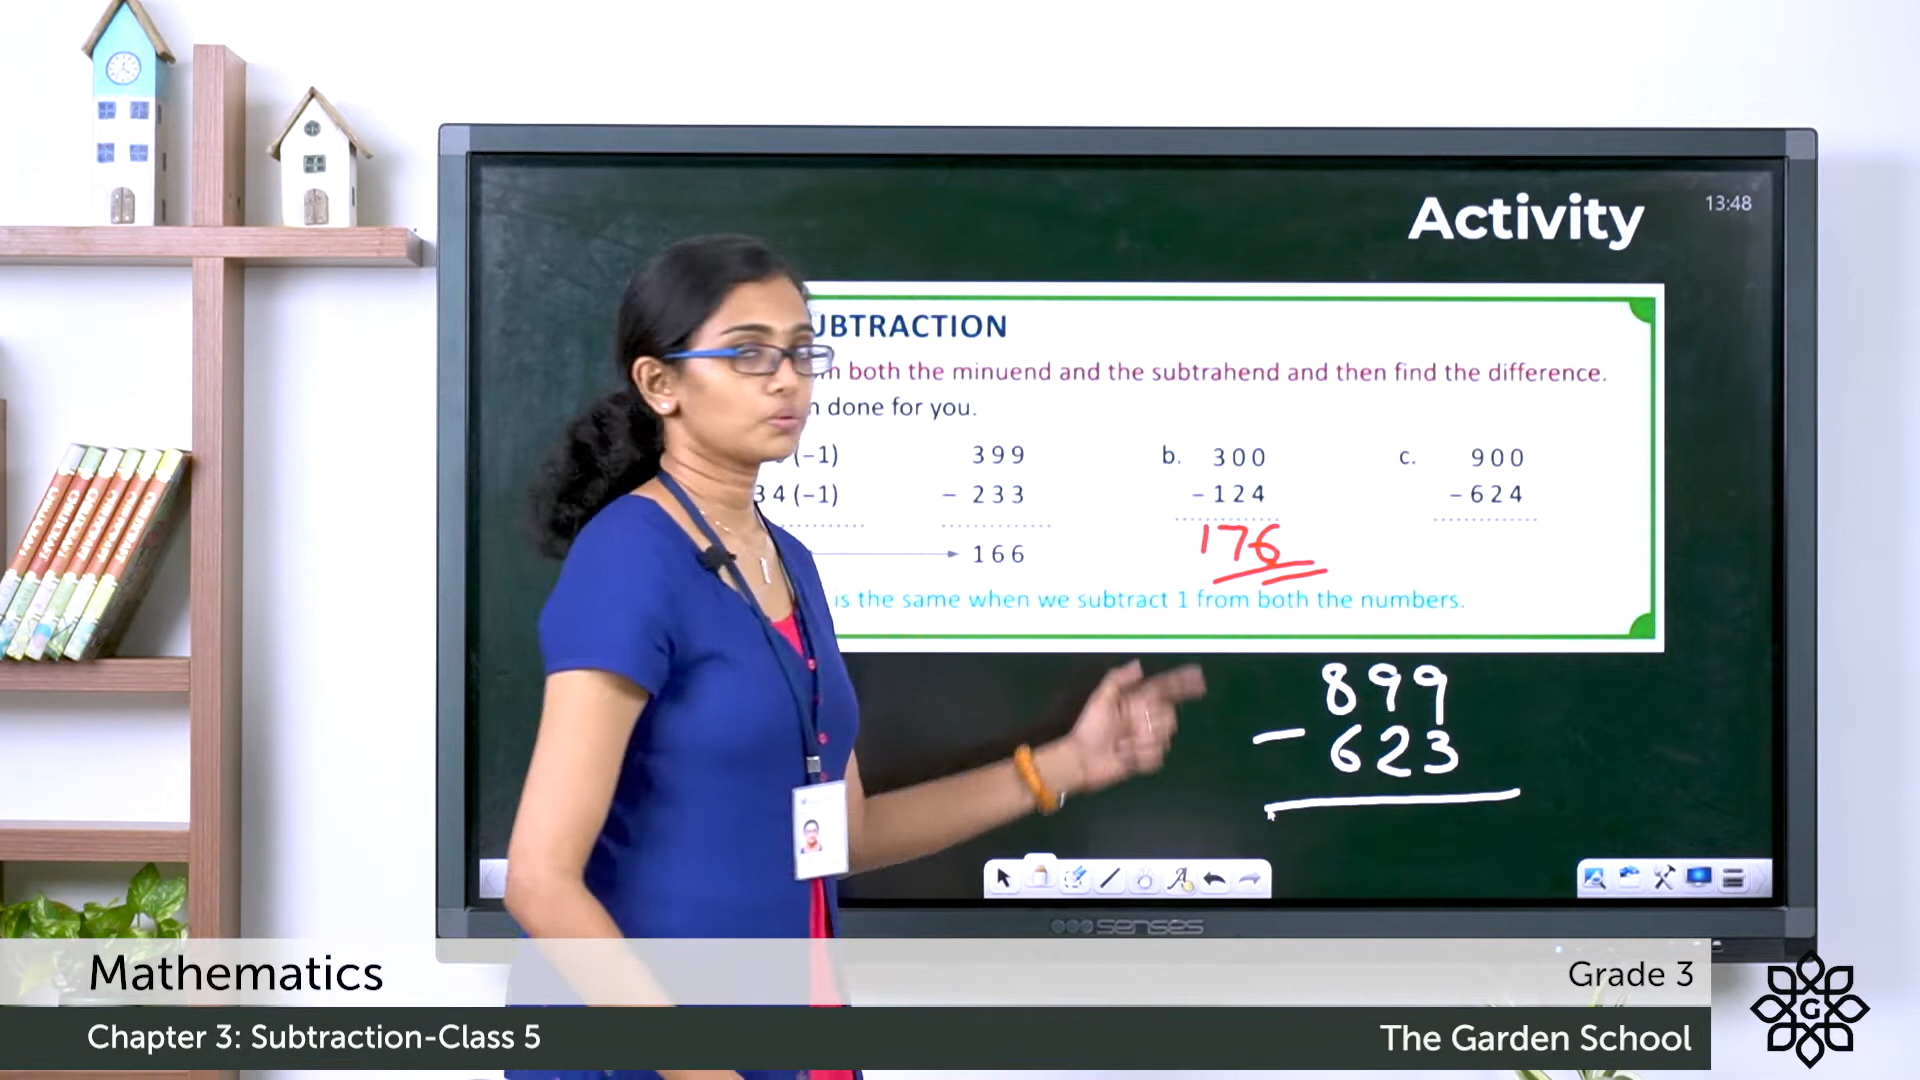 Activity
13:48
UBTRACTION
both the minuend and the subtrahend and then find the difference.
done for you.
(−1) 399 b. 300 c. 900
34 (−1) − 233 − 124 − 624
166 176
is the same when we subtract 1 from both the numbers.
899
− 623
senses
Mathematics
Grade 3
Chapter 3: Subtraction-Class 5
The Garden School
G